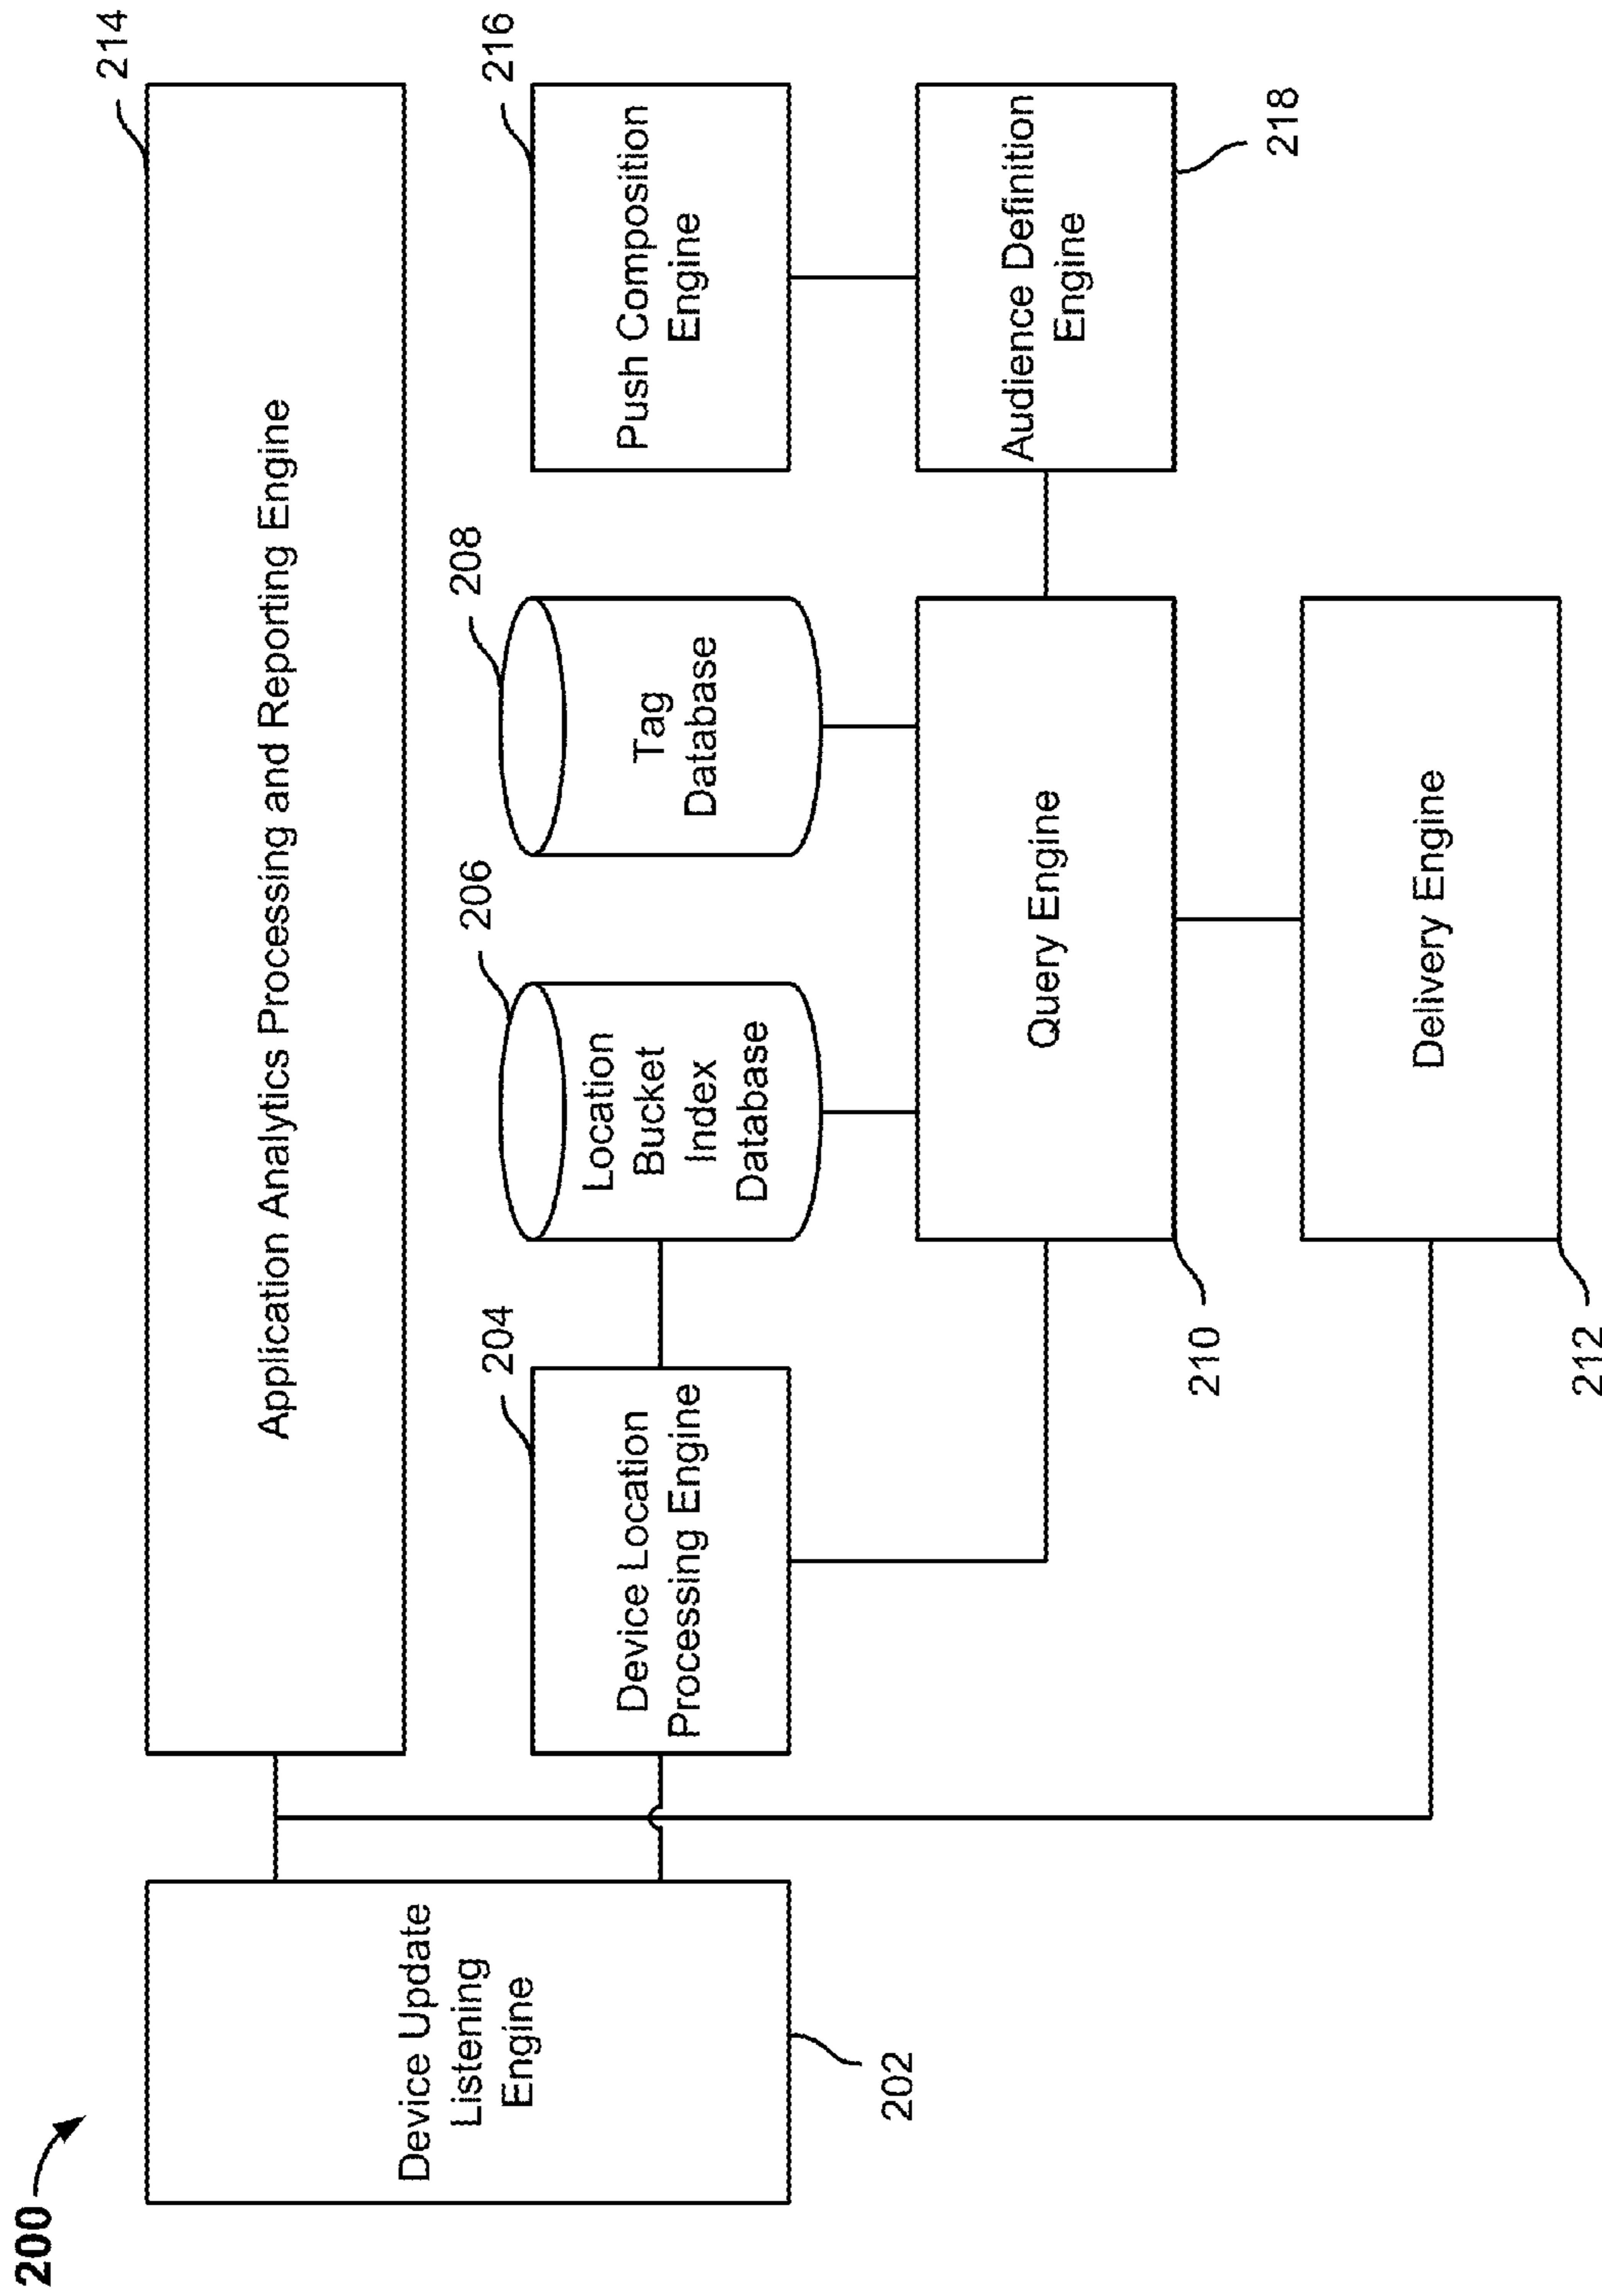 200
214
Application Analytics Processing and Reporting Engine
Device Update
Listening
Engine
202
204
Device Location
Processing Engine
206
Location
Bucket
Index
Database
208
Tag
Database
216
Push Composition
Engine
Query Engine
210
Audience Definition
Engine
218
Delivery Engine
212